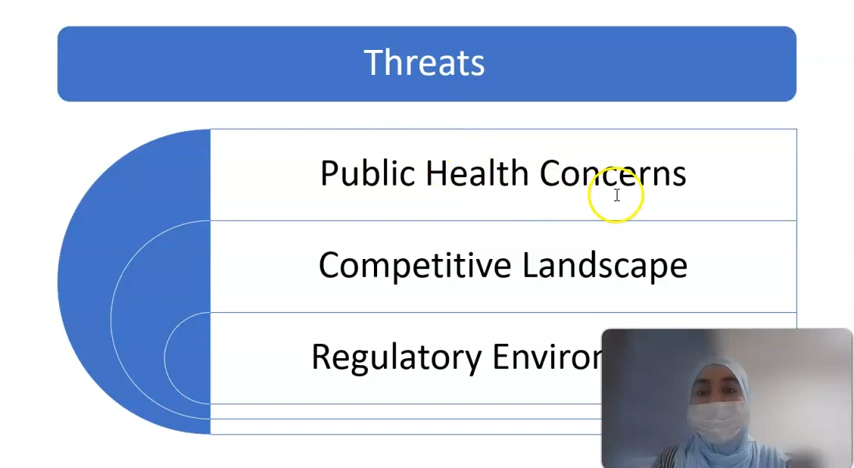 Threats
Public Health Concerns
Competitive Landscape
Regulatory